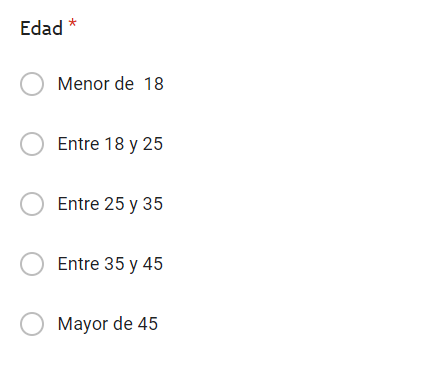 Edad *
Menor de  18
Entre 18 y 25
Entre 25 y 35
Entre 35 y 45
Mayor de 45